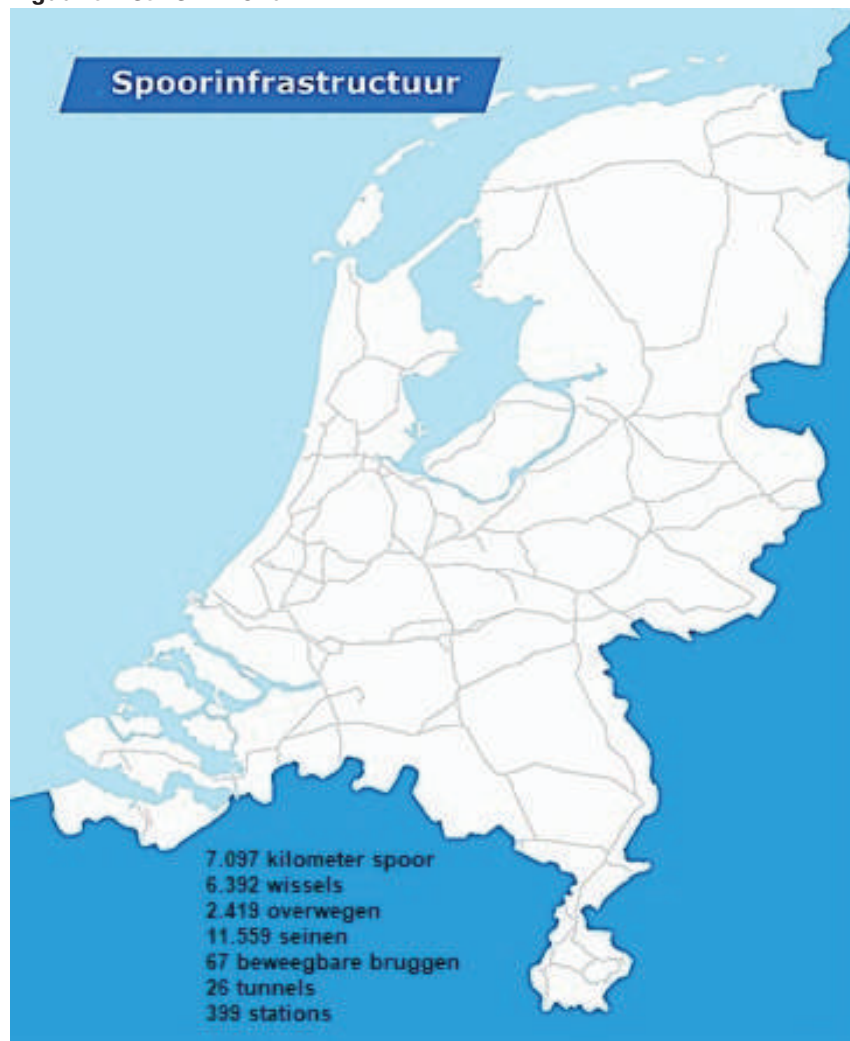 Spoorinfrastructuur
7.097 kilometer spoor
6.392 wissels
2.419 overwegen
11.559 seinen
67 beweegbare bruggen
26 tunnels
399 stations